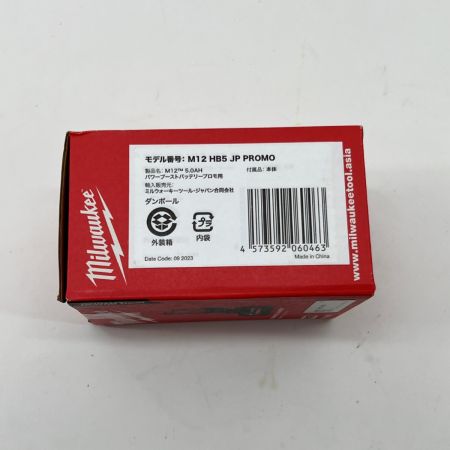 Milwaukee
モデル番号: M12 HB5 JP PROMO
製品名: M12™ 5.0AH
パワーブーストバッテリープロモ用
付属品: 本体
輸入販売元:
ミルウォーキーツール・ジャパン合同会社
ダンボール
外装箱
プラ
内袋
Date Code: 09 2023
4 573592 060463
Made in China
www.milwaukeetool.asia